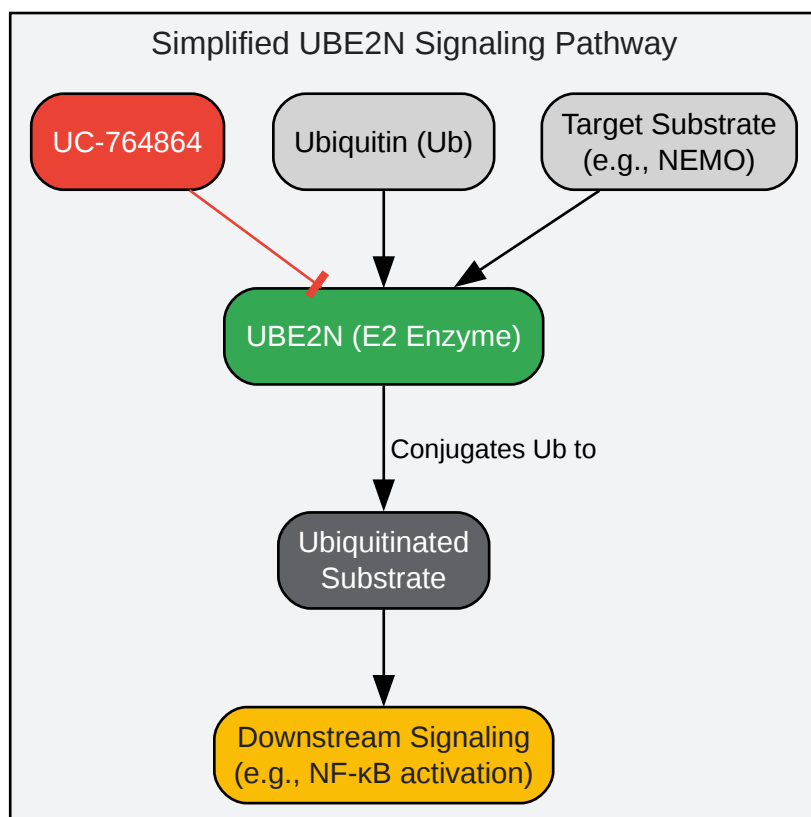 Simplified UBE2N Signaling Pathway
UC-764864
Ubiquitin (Ub)
Target Substrate
(e.g., NEMO)
UBE2N (E2 Enzyme)
Conjugates Ub to
Ubiquitinated
Substrate
Downstream Signaling
(e.g., NF-κB activation)